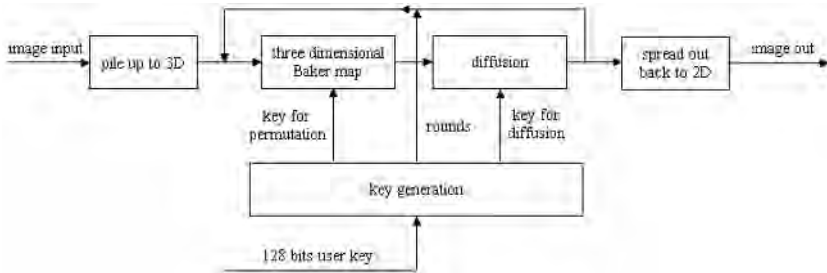 image input
pile up to 3D
three dimensional
Baker map
diffusion
spread out
back to 2D
image out
key for
permutation
rounds
key for
diffusion
key generation
128 bits user key